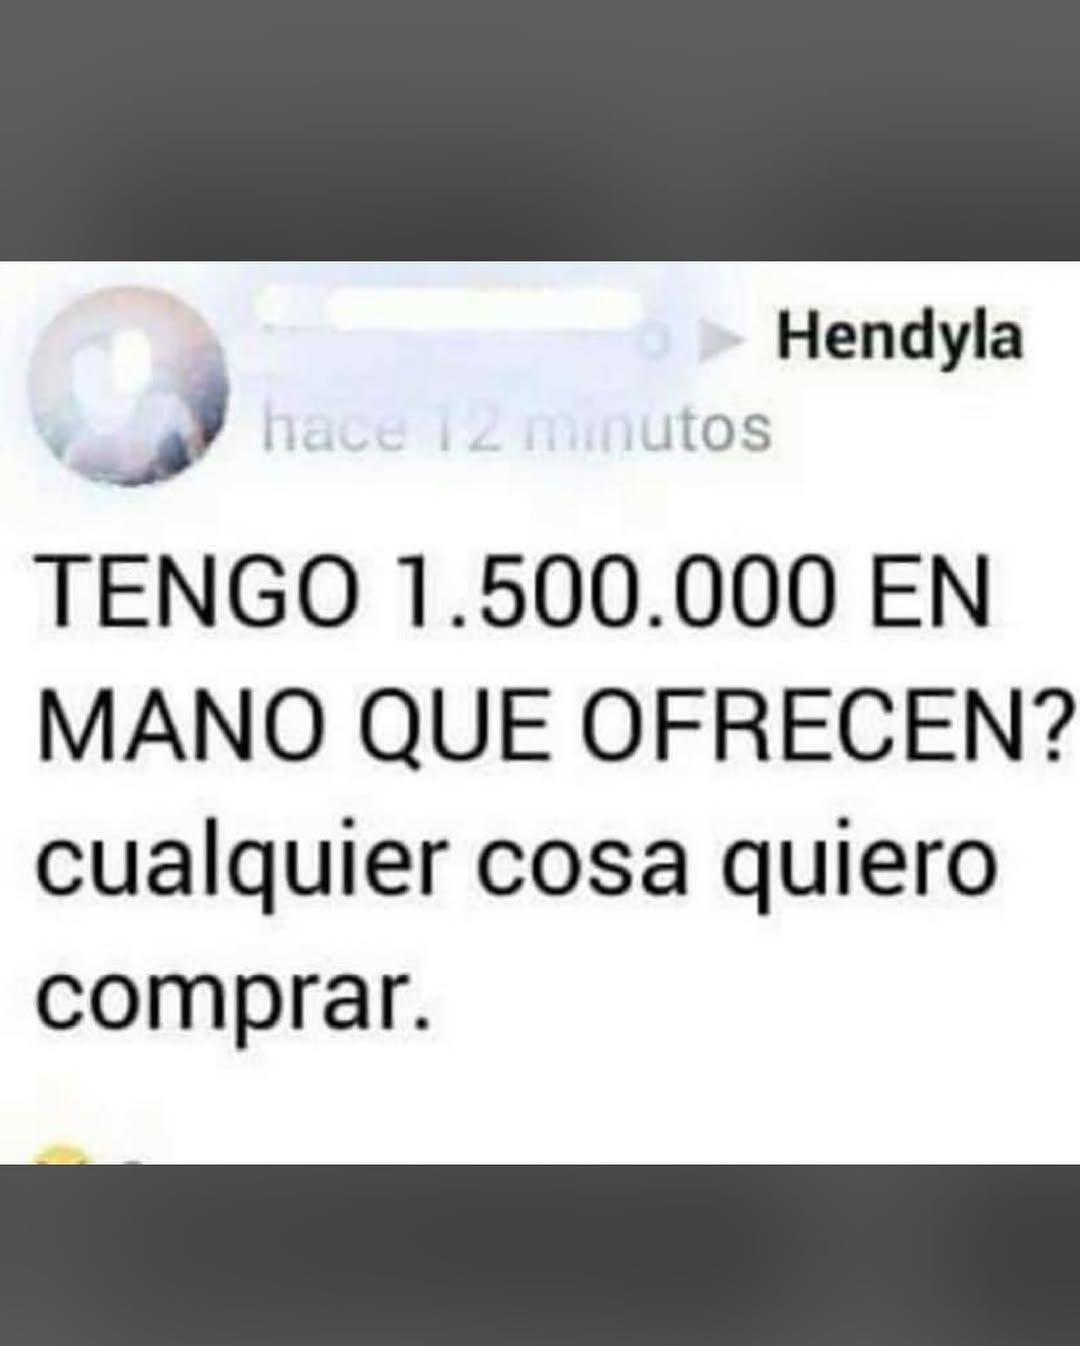 Hendyla
hace 12 minutos
TENGO 1.500.000 EN
MANO QUE OFRECEN?
cualquier cosa quiero
comprar.